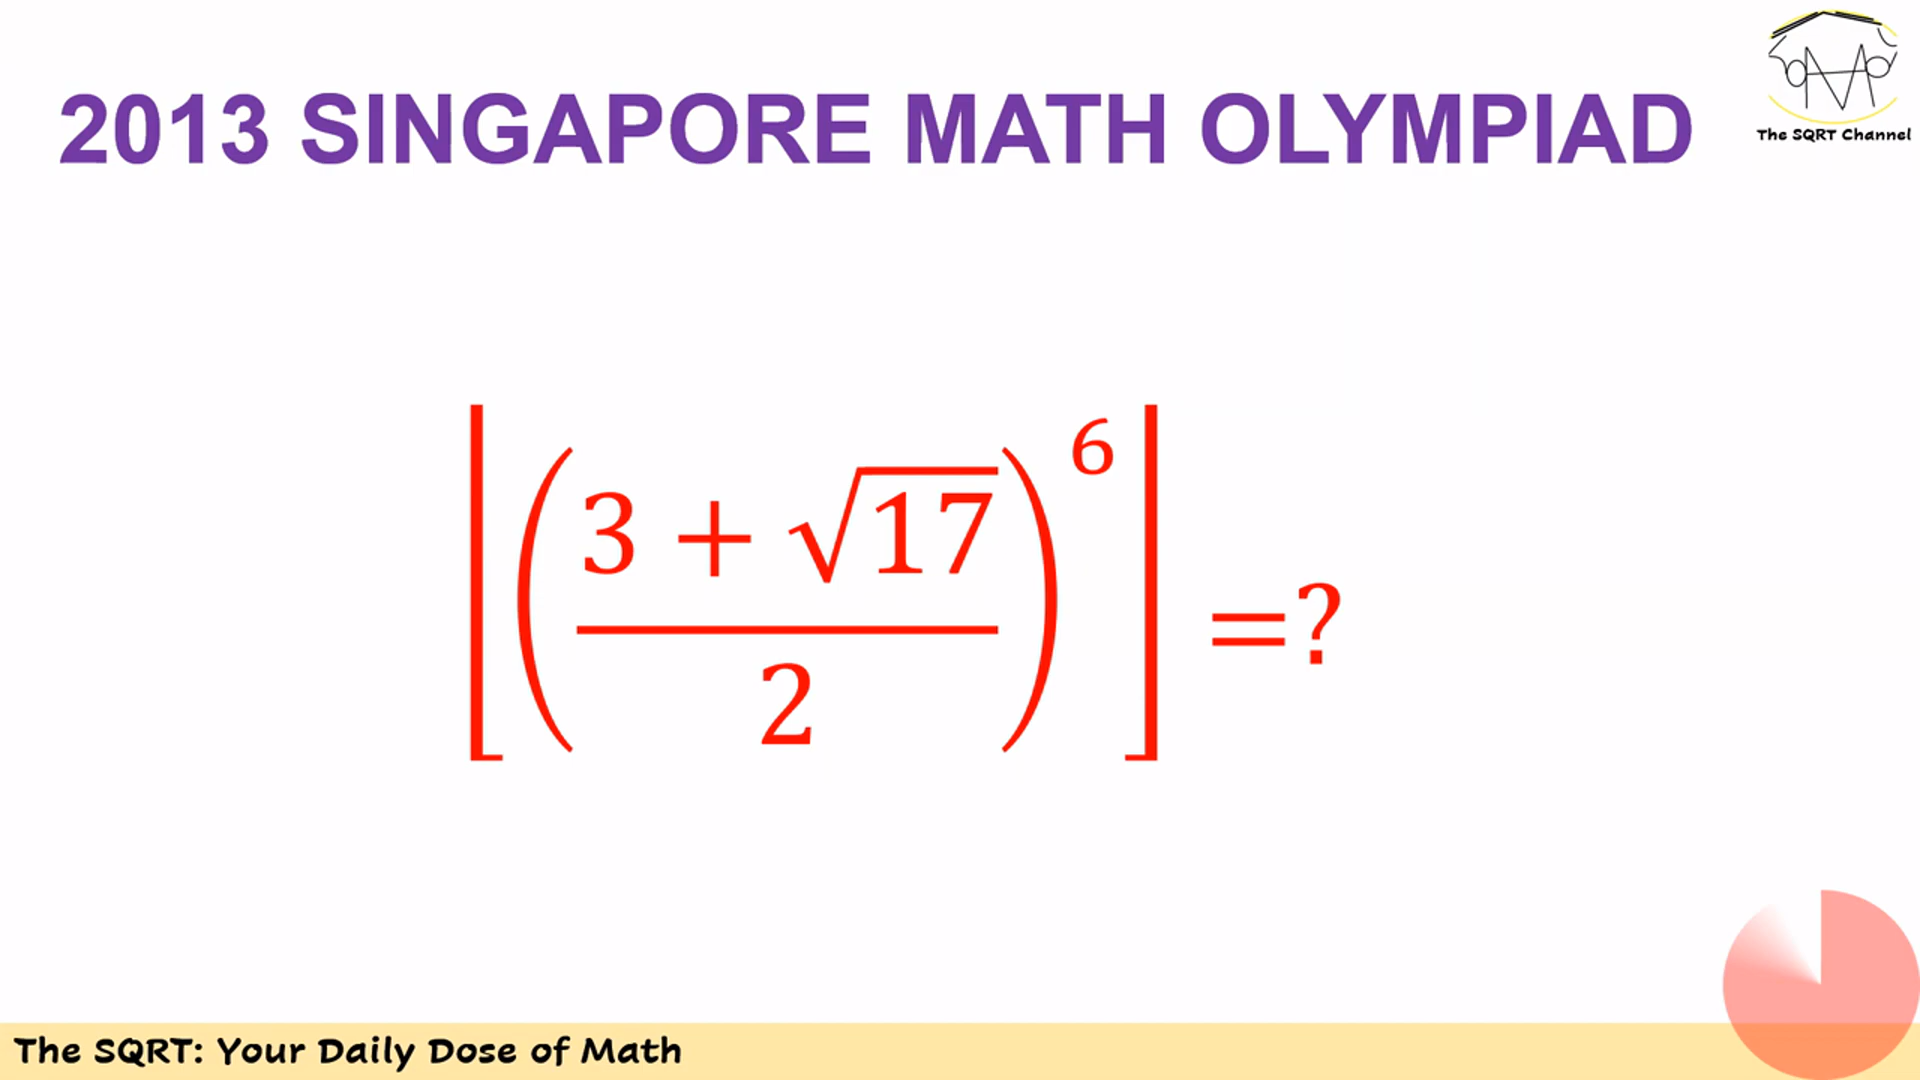 2013 SINGAPORE MATH OLYMPIAD
The SQRT Channel
⌊((3 + √17)/2)^6⌋ =?
The SQRT: Your Daily Dose of Math